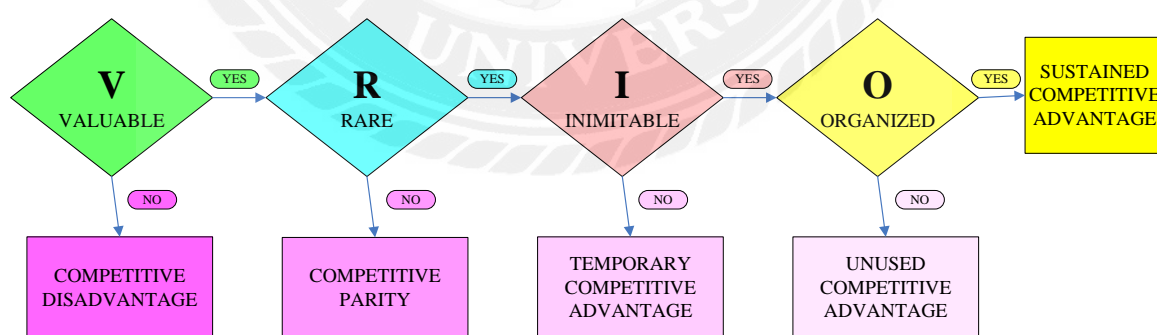 V
VALUABLE
YES
R
RARE
YES
I
INIMITABLE
YES
O
ORGANIZED
YES
SUSTAINED
COMPETITIVE
ADVANTAGE
NO
NO
NO
NO
COMPETITIVE
DISADVANTAGE
COMPETITIVE
PARITY
TEMPORARY
COMPETITIVE
ADVANTAGE
UNUSED
COMPETITIVE
ADVANTAGE